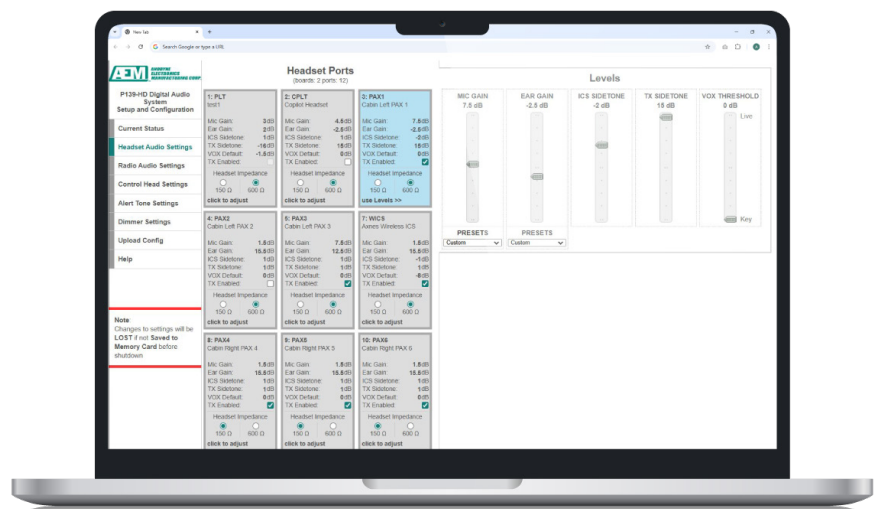 New Tab
Search Google or type a URL
AEM
ANODYNE
ELECTRONICS
MANUFACTURING CORP
P139-HD Digital Audio
System
Setup and Configuration
Current Status
Headset Audio Settings
Radio Audio Settings
Control Head Settings
Alert Tone Settings
Dimmer Settings
Upload Config
Help
Note:
Changes to settings will be
LOST if not Saved to
Memory Card before
shutdown
Headset Ports
(boards: 2 ports: 12)
1: PLT
test1
Mic Gain: 3 dB
Ear Gain: 2 dB
ICS Sidetone: 1 dB
TX Sidetone: -16 dB
VOX Default: -1.5 dB
TX Enabled:
Headset Impedance
150 Ω 600 Ω
click to adjust
2: CPLT
Copilot Headset
Mic Gain: 4.5 dB
Ear Gain: -2.5 dB
ICS Sidetone: 1 dB
TX Sidetone: 15 dB
VOX Default: 0 dB
TX Enabled:
Headset Impedance
150 Ω 600 Ω
click to adjust
3: PAX1
Cabin Left PAX 1
Mic Gain: 7.5 dB
Ear Gain: -2.5 dB
ICS Sidetone: -2 dB
TX Sidetone: 15 dB
VOX Default: 0 dB
TX Enabled:
Headset Impedance
150 Ω 600 Ω
use Levels >>
4: PAX2
Cabin Left PAX 2
Mic Gain: 1.5 dB
Ear Gain: 15.5 dB
ICS Sidetone: 1 dB
TX Sidetone: 1 dB
VOX Default: 0 dB
TX Enabled:
Headset Impedance
150 Ω 600 Ω
click to adjust
5: PAX3
Cabin Left PAX 3
Mic Gain: 7.5 dB
Ear Gain: 12.5 dB
ICS Sidetone: 1 dB
TX Sidetone: 1 dB
VOX Default: 0 dB
TX Enabled:
Headset Impedance
150 Ω 600 Ω
click to adjust
7: WICS
Axnes Wireless ICS
Mic Gain: 1.5 dB
Ear Gain: 15.5 dB
ICS Sidetone: -1 dB
TX Sidetone: 1 dB
VOX Default: dB
TX Enabled:
Headset Impedance
150 Ω 600 Ω
click to adjust
8: PAX4
Cabin Right PAX 4
Mic Gain: 1.5 dB
Ear Gain: 15.5 dB
ICS Sidetone: 1 dB
TX Sidetone: 1 dB
VOX Default: 0 dB
TX Enabled:
Headset Impedance
150 Ω 600 Ω
click to adjust
9: PAX5
Cabin Right PAX 5
Mic Gain: 1.5 dB
Ear Gain: 15.5 dB
ICS Sidetone: 1 dB
TX Sidetone: 1 dB
VOX Default: 0 dB
TX Enabled:
Headset Impedance
150 Ω 600 Ω
click to adjust
10: PAX6
Cabin Right PAX 6
Mic Gain: 1.5 dB
Ear Gain: 15.5 dB
ICS Sidetone: 1 dB
TX Sidetone: 1 dB
VOX Default: 0 dB
TX Enabled:
Headset Impedance
150 Ω 600 Ω
click to adjust
Levels
MIC GAIN
7.5 dB
PRESETS
Custom
EAR GAIN
-2.5 dB
PRESETS
Custom
ICS SIDETONE
-2 dB
TX SIDETONE
15 dB
VOX THRESHOLD
0 dB
Live
Key